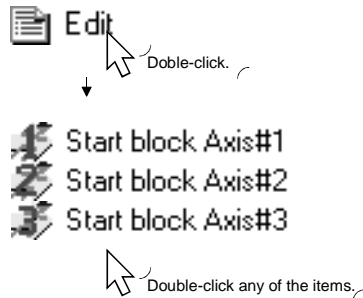 Edit
Doble-click.
Start block Axis#1
Start block Axis#2
Start block Axis#3
Double-click any of the items.